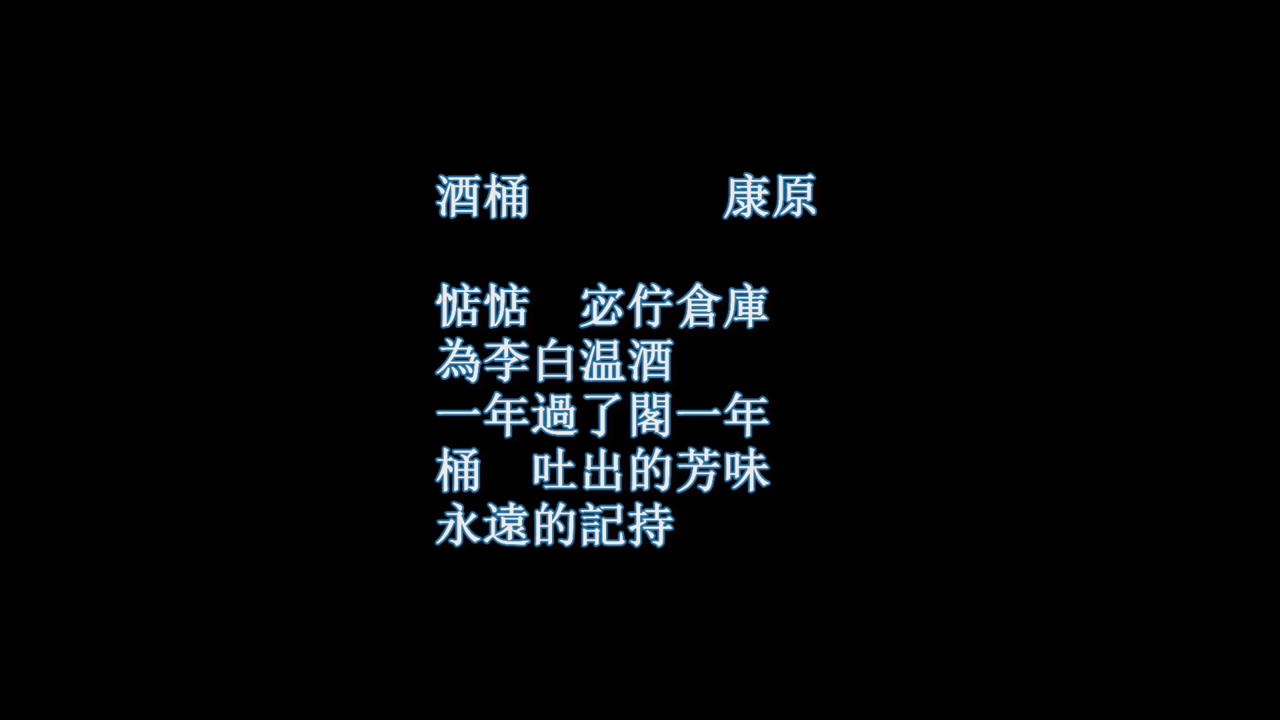 酒桶　　　　康原
惦惦　宓佇倉庫
為李白温酒
一年過了閣一年
桶　吐出的芳味
永遠的記持